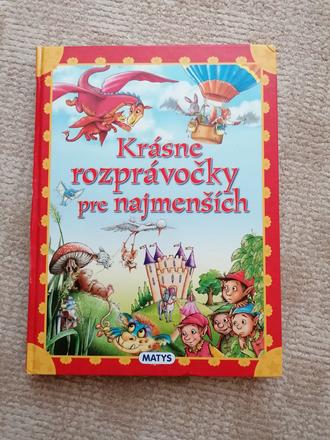 Krásne
rozprávočky
pre najmenších
MATYS